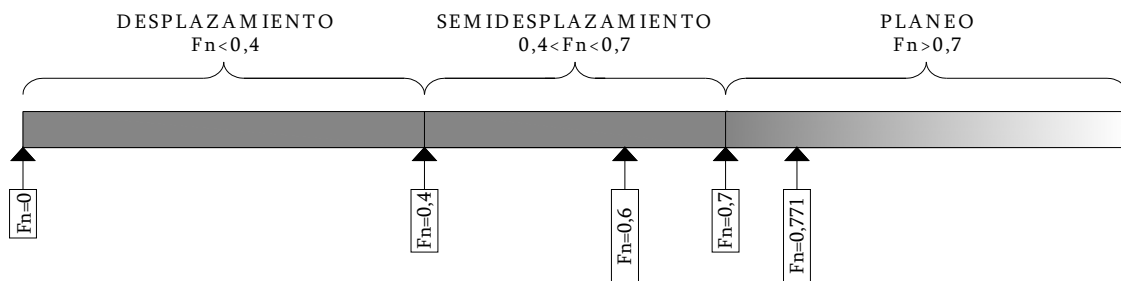 DESPLAZAMIENTO
Fn<0,4
SEMIDESPLAZAMIENTO
0,4<Fn<0,7
PLANEO
Fn>0,7
Fn=0
Fn=0,4
Fn=0,6
Fn=0,7
Fn=0,771